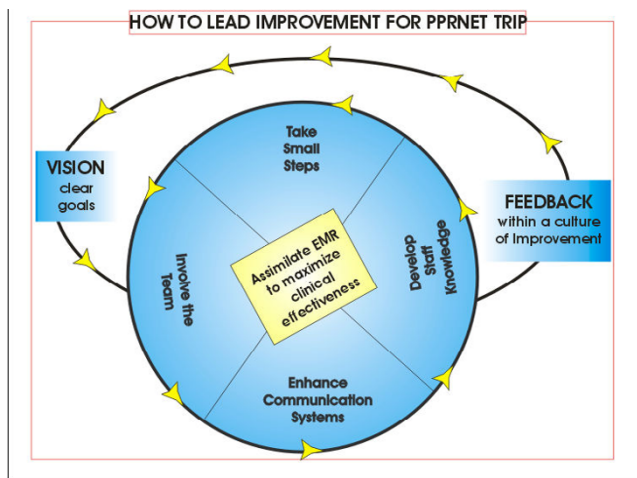 HOW TO LEAD IMPROVEMENT FOR PPRNET TRIP
Take
Small
Steps
VISION
clear
goals
FEEDBACK
within a culture
of Improvement
Involve the
Team
Assimilate EMR
to maximize
clinical
effectiveness
Develop
Staff
Knowledge
Enhance
Communication
Systems